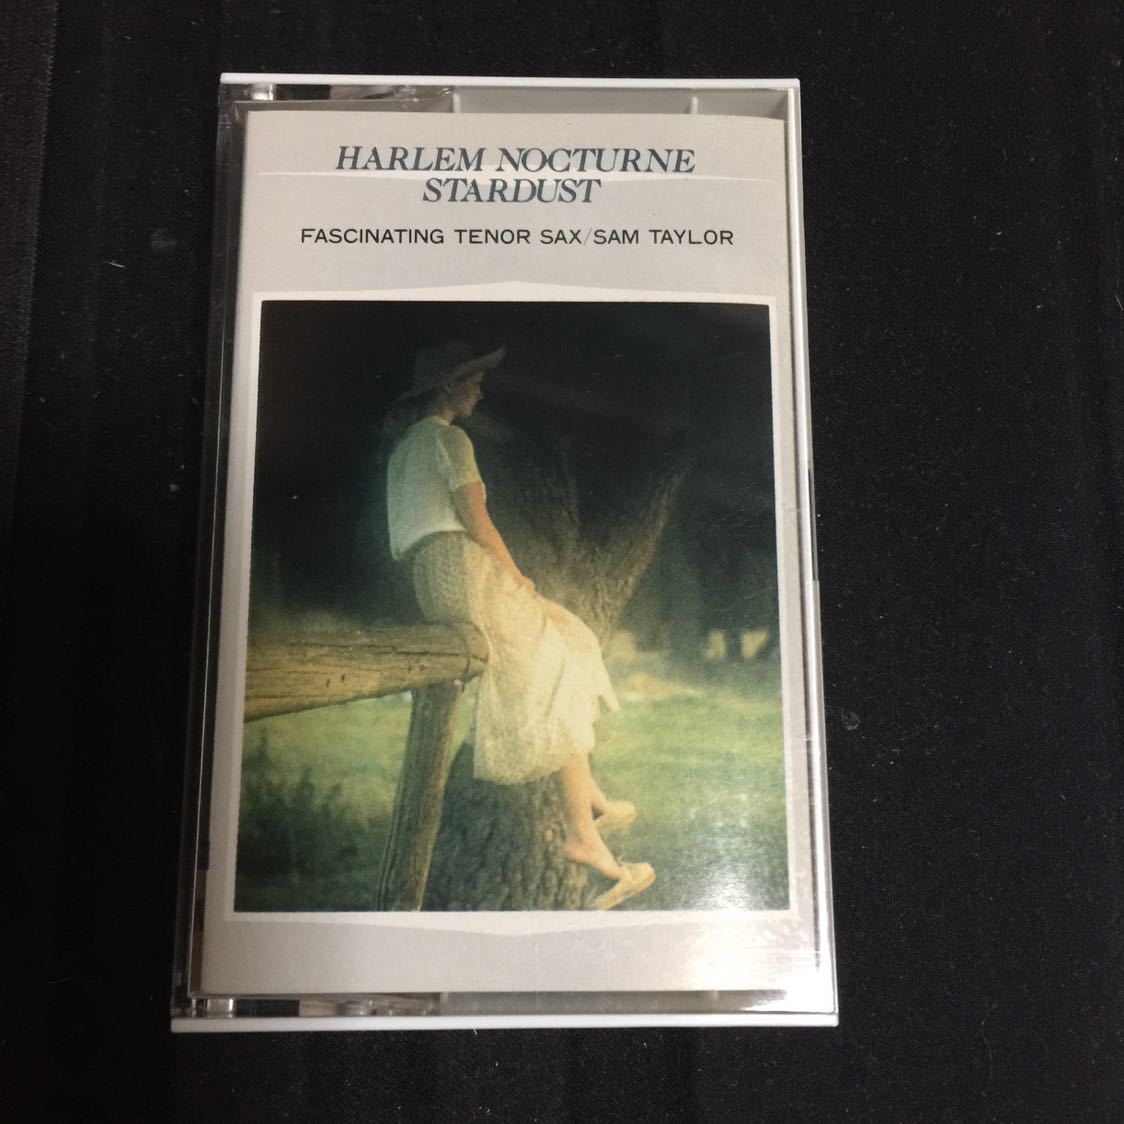 HARLEM NOCTURNE
STARDUST
FASCINATING TENOR SAX/SAM TAYLOR